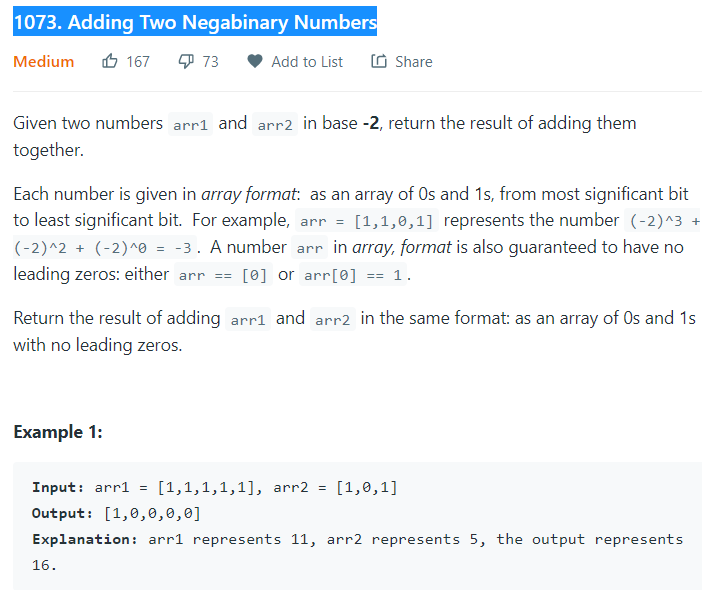 1073. Adding Two Negabinary Numbers
Medium 167 73 Add to List Share
Given two numbers arr1 and arr2 in base -2, return the result of adding them
together.
Each number is given in array format: as an array of 0s and 1s, from most significant bit
to least significant bit. For example, arr = [1,1,0,1] represents the number (-2)^3 +
(-2)^2 + (-2)^0 = -3. A number arr in array, format is also guaranteed to have no
leading zeros: either arr == [0] or arr[0] == 1.
Return the result of adding arr1 and arr2 in the same format: as an array of 0s and 1s
with no leading zeros.
Example 1:
Input: arr1 = [1,1,1,1,1], arr2 = [1,0,1]
Output: [1,0,0,0,0]
Explanation: arr1 represents 11, arr2 represents 5, the output represents
16.